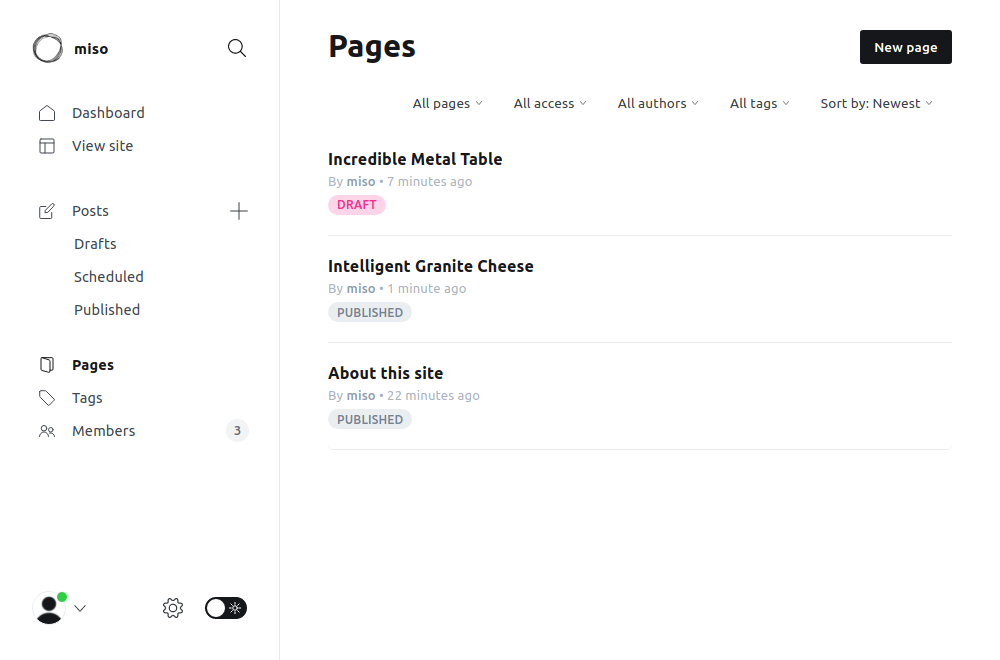 miso
Dashboard
View site
Posts
Drafts
Scheduled
Published
Pages
Tags
Members 3
Pages
New page
All pages All access All authors All tags Sort by: Newest
Incredible Metal Table
By miso • 7 minutes ago
DRAFT
Intelligent Granite Cheese
By miso • 1 minute ago
PUBLISHED
About this site
By miso • 22 minutes ago
PUBLISHED